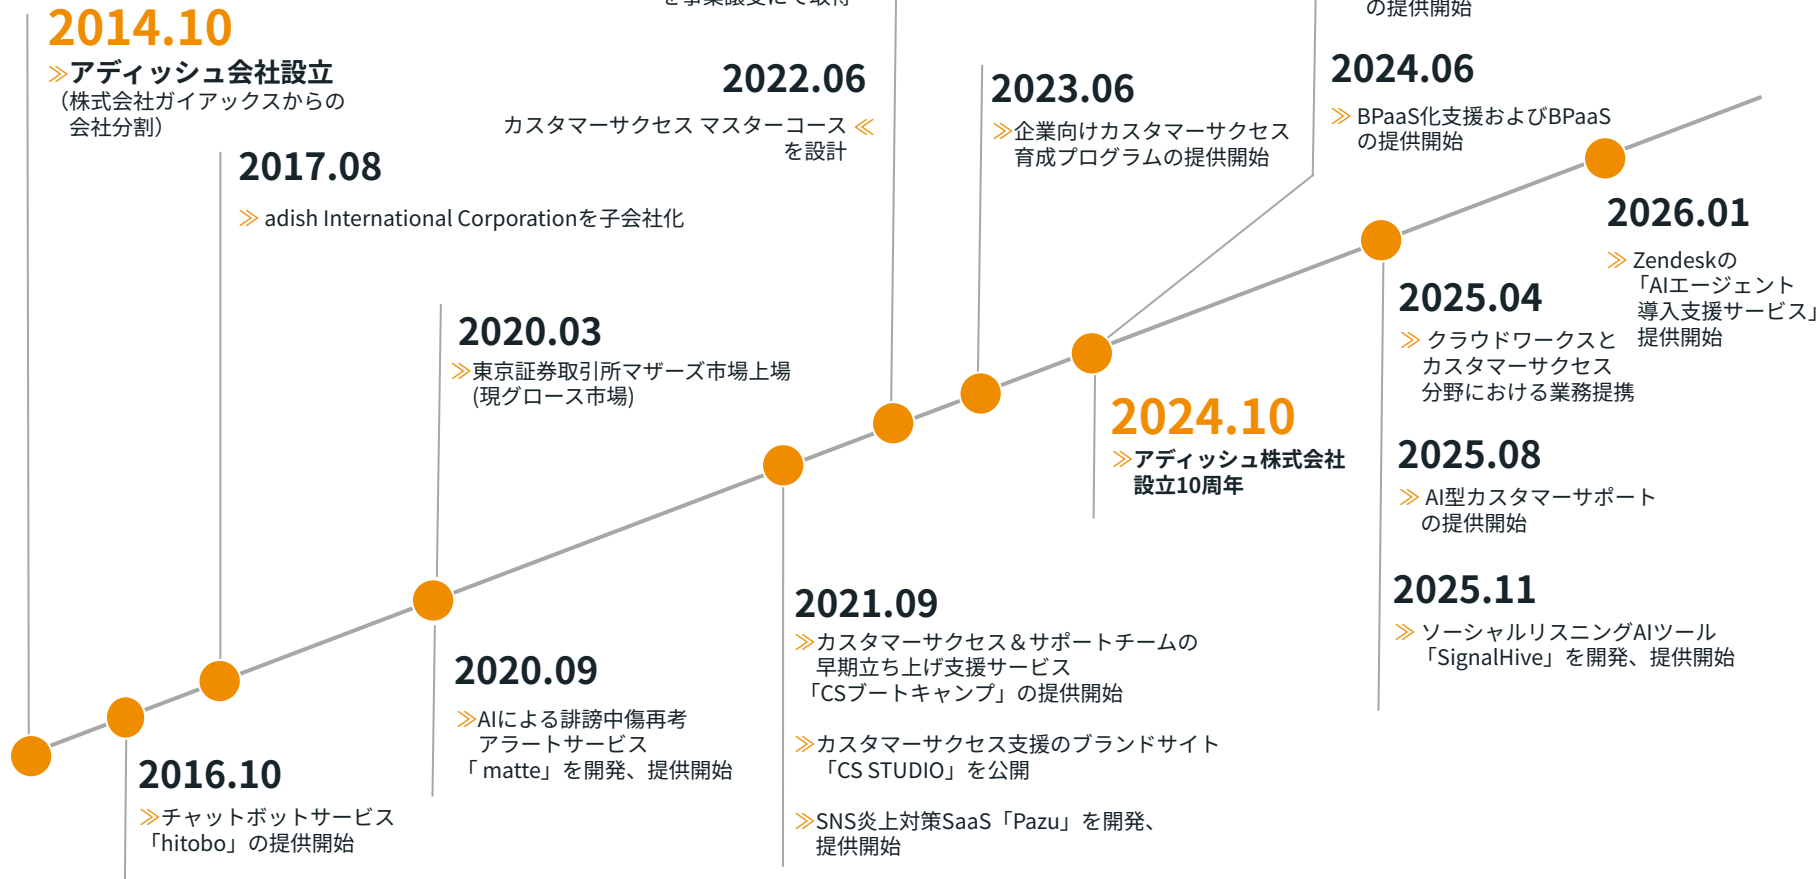 を事業譲受にて取得
の提供開始
2014.10
≫アディッシュ会社設立
（株式会社ガイアックスからの
会社分割）
2017.08
≫ adish International Corporationを子会社化
2022.06
カスタマーサクセス マスターコース ≪
を設計
2023.06
≫企業向けカスタマーサクセス
育成プログラムの提供開始
2024.06
≫ BPaaS化支援およびBPaaS
の提供開始
2026.01
≫ Zendeskの
「AIエージェント
導入支援サービス」
提供開始
2020.03
≫東京証券取引所マザーズ市場上場
(現グロース市場)
2025.04
≫ クラウドワークスと
カスタマーサクセス
分野における業務提携
2024.10
≫アディッシュ株式会社
設立10周年
2025.08
≫ AI型カスタマーサポート
の提供開始
2025.11
≫ ソーシャルリスニングAIツール
「SignalHive」を開発、提供開始
2021.09
≫カスタマーサクセス＆サポートチームの
早期立ち上げ支援サービス
「CSブートキャンプ」の提供開始
≫カスタマーサクセス支援のブランドサイト
「CS STUDIO」を公開
≫SNS炎上対策SaaS「Pazu」を開発、
提供開始
2020.09
≫AIによる誹謗中傷再考
アラートサービス
「 matte」を開発、提供開始
2016.10
≫チャットボットサービス
「hitobo」の提供開始